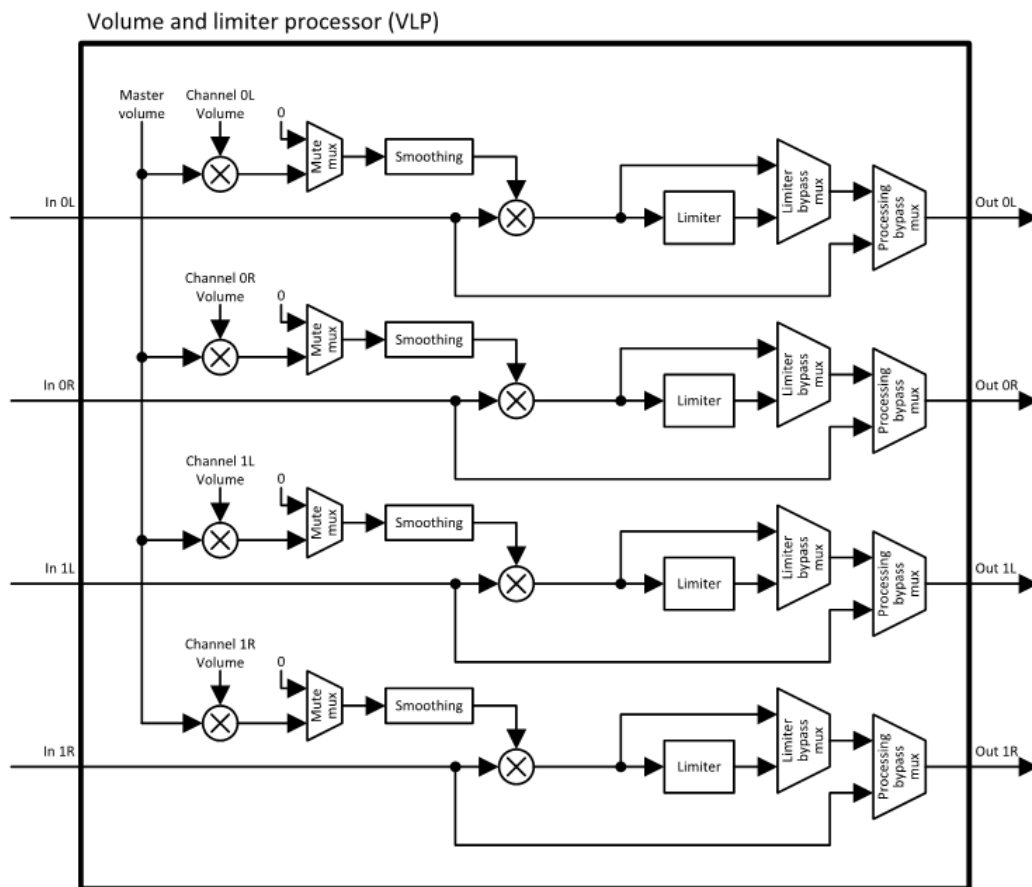 Volume and limiter processor (VLP)
Master
volume
Channel 0L
Volume
0
Mute
mux
Smoothing
In 0L
Limiter
Limiter
bypass
mux
Processing
bypass
mux
Out 0L
Channel 0R
Volume
0
Mute
mux
Smoothing
In 0R
Limiter
Limiter
bypass
mux
Processing
bypass
mux
Out 0R
Channel 1L
Volume
0
Mute
mux
Smoothing
In 1L
Limiter
Limiter
bypass
mux
Processing
bypass
mux
Out 1L
Channel 1R
Volume
0
Mute
mux
Smoothing
In 1R
Limiter
Limiter
bypass
mux
Processing
bypass
mux
Out 1R